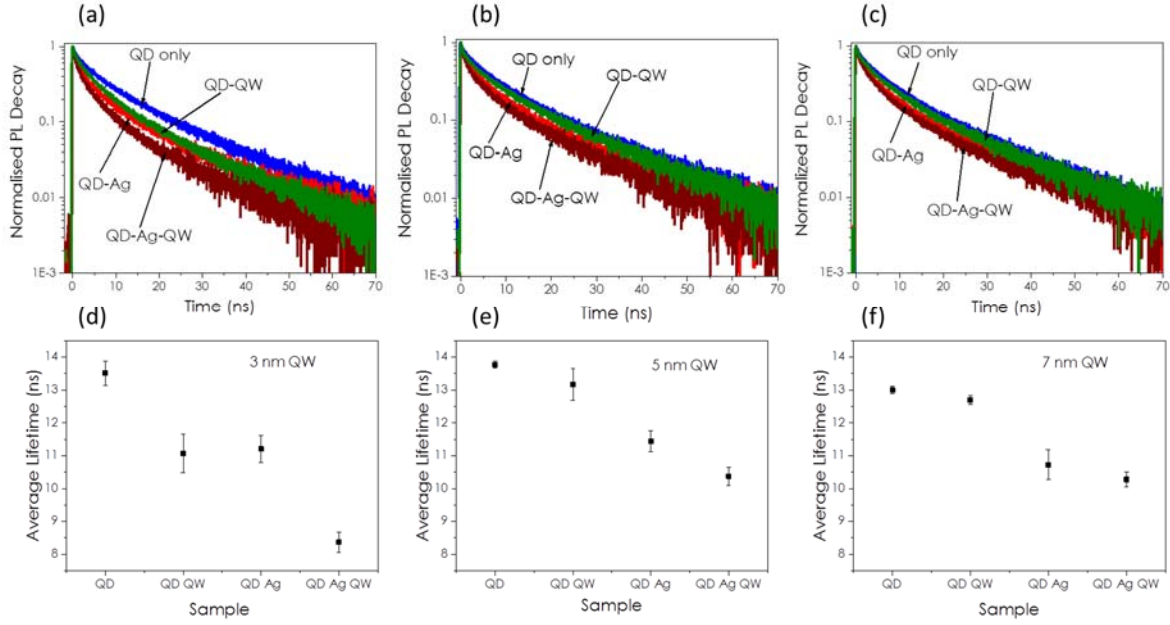 (a)
Normalised PL Decay
1
0.1
0.01
1E-3
QD only
QD-QW
QD-Ag
QD-Ag-QW
0 10 20 30 40 50 60 70
Time (ns)
(b)
Normalised PL Decay
1
0.1
0.01
1E-3
QD only
QD-QW
QD-Ag
QD-Ag-QW
0 10 20 30 40 50 60 70
Time (ns)
(c)
Normalized PL Decay
1
0.1
0.01
1E-3
QD only
QD-QW
QD-Ag
QD-Ag-QW
0 10 20 30 40 50 60 70
Time (ns)
(d)
Average Lifetime (ns)
14
13
12
11
10
9
8
3 nm QW
QD QD QW QD Ag QD Ag QW
Sample
(e)
Average Lifetime (ns)
14
13
12
11
10
9
8
5 nm QW
QD QD QW QD Ag QD Ag QW
Sample
(f)
Average Lifetime (ns)
14
13
12
11
10
9
8
7 nm QW
QD QD QW QD Ag QD Ag QW
Sample